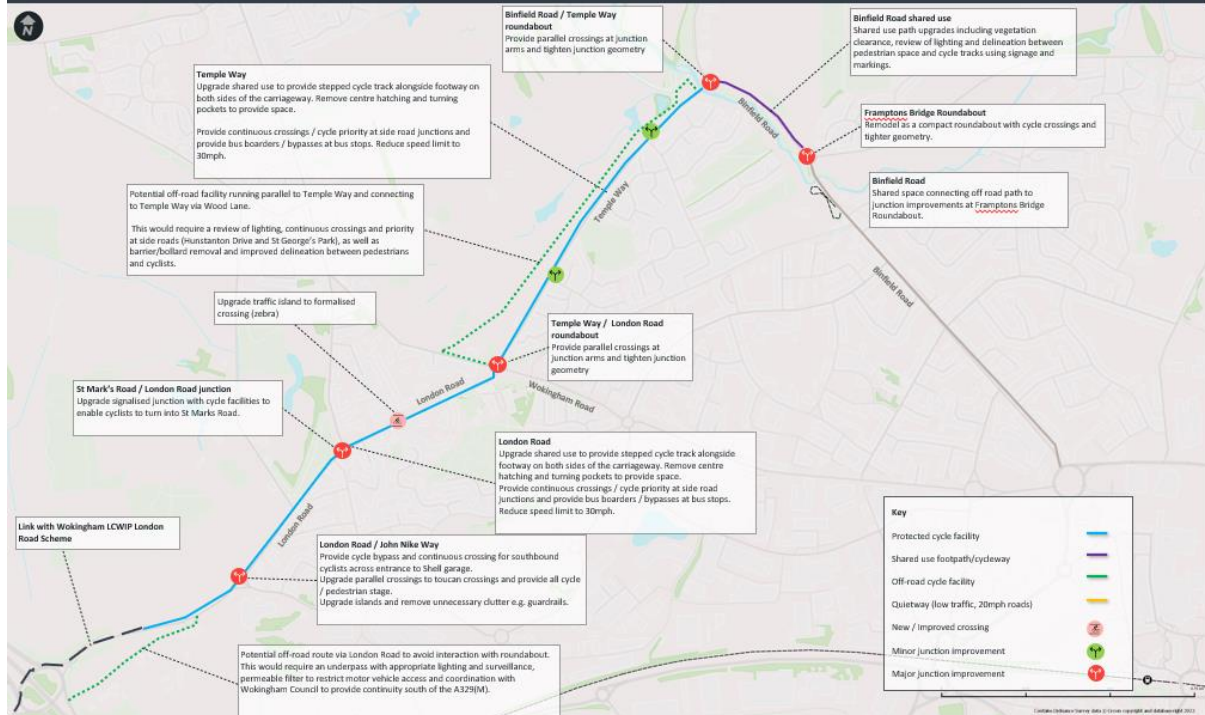 N
Binfield Road / Temple Way
roundabout
Provide parallel crossings at junction
arms and tighten junction geometry
Binfield Road shared use
Shared use path upgrades including vegetation
clearance, review of lighting and delineation between
pedestrian space and cycle tracks using signage and
markings.
Temple Way
Upgrade shared use to provide stepped cycle track alongside footway on
both sides of the carriageway. Remove centre hatching and turning
pockets to provide space.
Provide continuous crossings / cycle priority at side road junctions and
provide bus boarders / bypasses at bus stops. Reduce speed limit to
30mph.
Binfield Road
Framptons Bridge Roundabout
Remodel as a compact roundabout with cycle crossings and
tighter geometry.
Binfield Road
Shared space connecting off road path to
junction improvements at Framptons Bridge
Roundabout.
Potential off-road facility running parallel to Temple Way and connecting
to Temple Way via Wood Lane.
This would require a review of lighting, continuous crossings and priority
at side roads (Hunstanton Drive and St George's Park), as well as
barrier/bollard removal and improved delineation between pedestrians
and cyclists.
Temple Way
Binfield Road
Upgrade traffic island to formalised
crossing (zebra)
Temple Way / London Road
roundabout
Provide parallel crossings at
junction arms and tighten junction
geometry
London Road
Wokingham Road
St Mark's Road / London Road junction
Upgrade signalised junction with cycle facilities to
enable cyclists to turn into St Marks Road.
London Road
Upgrade shared use to provide stepped cycle track alongside
footway on both sides of the carriageway. Remove centre
hatching and turning pockets to provide space.
Provide continuous crossings / cycle priority at side road
junctions and provide bus boarders / bypasses at bus stops.
Reduce speed limit to 30mph.
London Road
Link with Wokingham LCWIP London
Road Scheme
London Road / John Nike Way
Provide cycle bypass and continuous crossing for southbound
cyclists across entrance to Shell garage.
Upgrade parallel crossings to toucan crossings and provide all cycle
/ pedestrian stage.
Upgrade islands and remove unnecessary clutter e.g. guardrails.
Potential off-road route via London Road to avoid interaction with roundabout.
This would require an underpass with appropriate lighting and surveillance,
permeable filter to restrict motor vehicle access and coordination with
Wokingham Council to provide continuity south of the A329(M).
Key
Protected cycle facility
Shared use footpath/cycleway
Off-road cycle facility
Quietway (low traffic, 20mph roads)
New / Improved crossing
Minor junction improvement
Major junction improvement
Contains Ordnance Survey data © Crown copyright and database right 2023